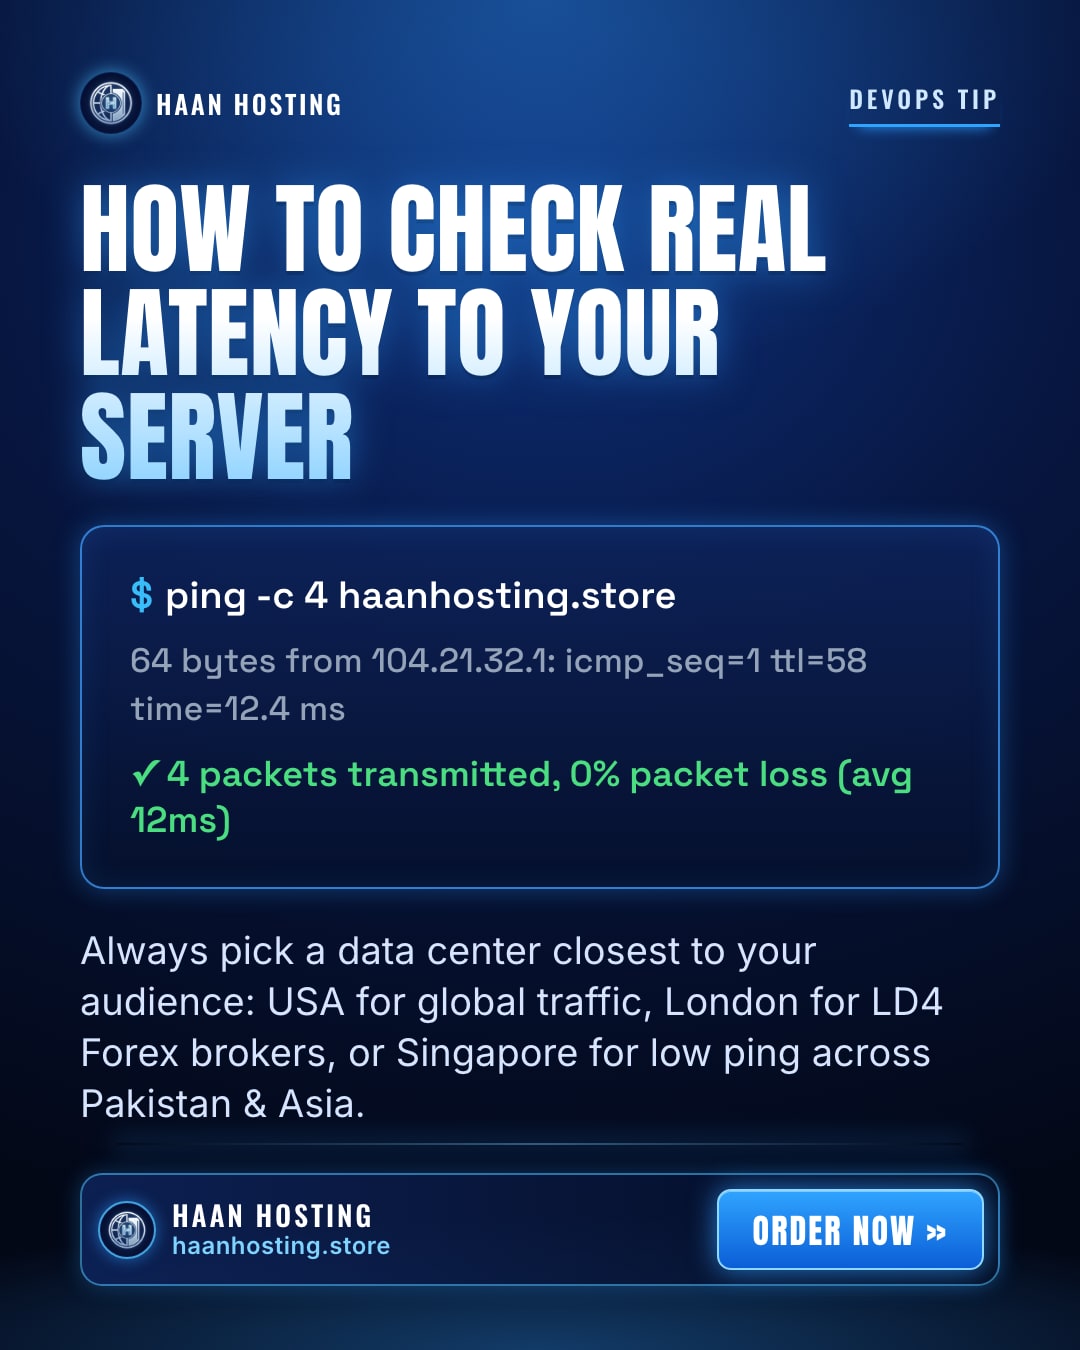 HAAN HOSTING
DEVOPS TIP
HOW TO CHECK REAL
LATENCY TO YOUR
SERVER
$ ping -c 4 haanhosting.store
64 bytes from 104.21.32.1: icmp_seq=1 ttl=58
time=12.4 ms
✓ 4 packets transmitted, 0% packet loss (avg
12ms)
Always pick a data center closest to your
audience: USA for global traffic, London for LD4
Forex brokers, or Singapore for low ping across
Pakistan & Asia.
HAAN HOSTING
haanhosting.store
ORDER NOW »